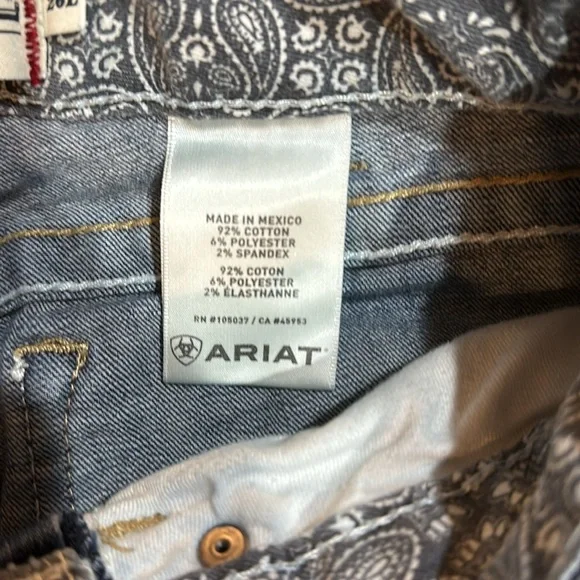 26L
MADE IN MEXICO
92% COTTON
6% POLYESTER
2% SPANDEX
92% COTON
6% POLYESTER
2% ÉLASTHANNE
RN #105037 / CA #45953
ARIAT